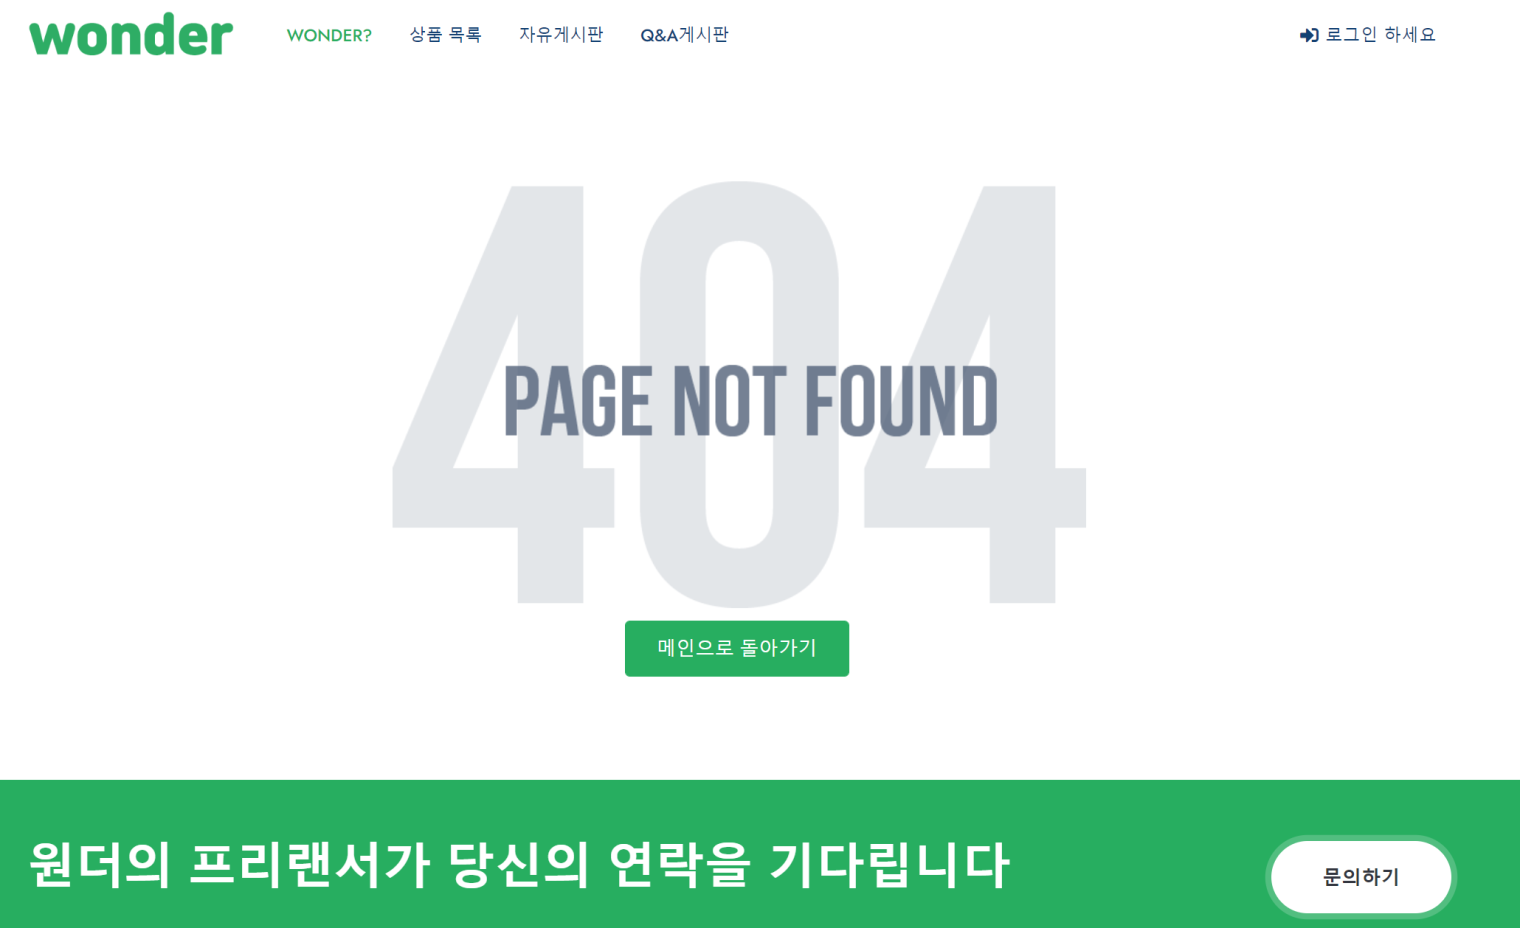 wonder WONDER? 상품 목록 자유게시판 Q&A게시판 로그인 하세요
404
PAGE NOT FOUND
메인으로 돌아가기
원더의 프리랜서가 당신의 연락을 기다립니다 문의하기